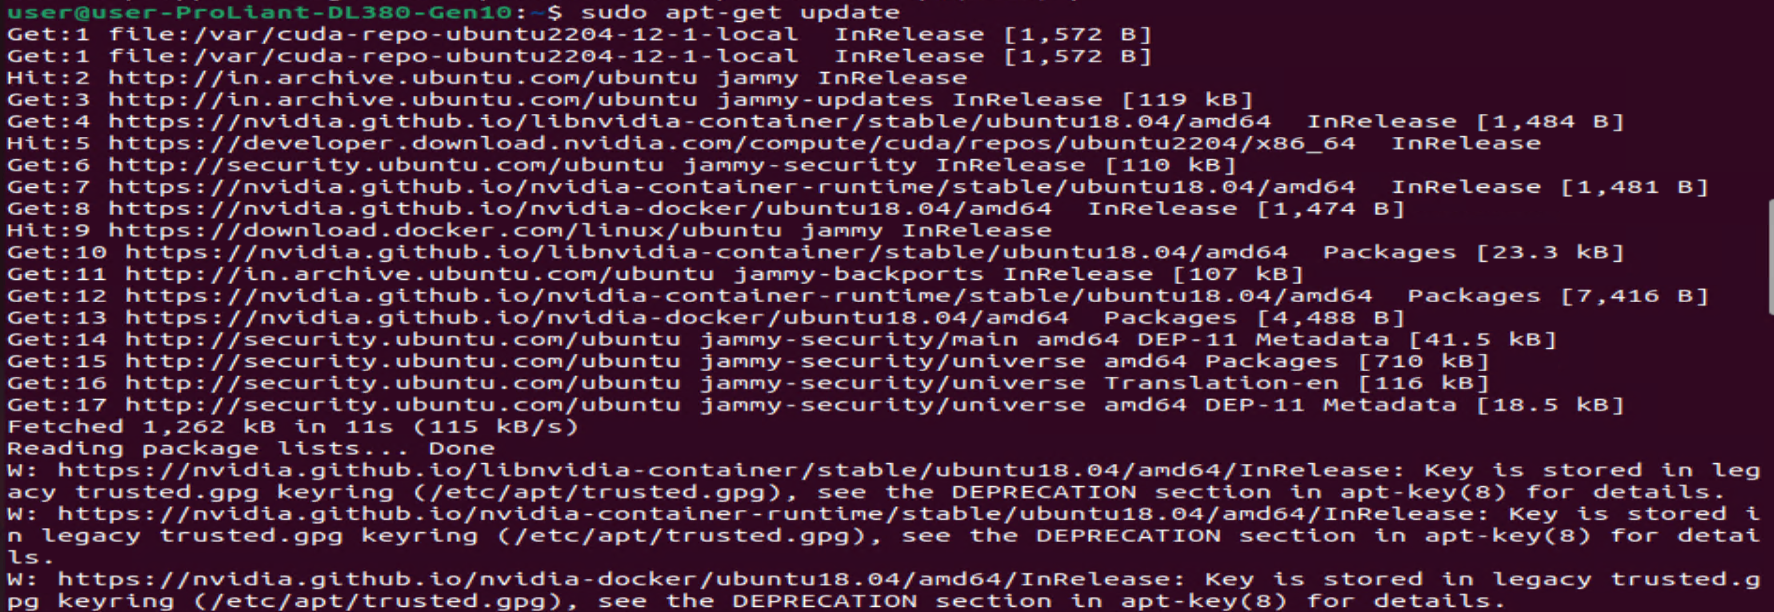 user@user-ProLiant-DL380-Gen10:~$ sudo apt-get update
Get:1 file:/var/cuda-repo-ubuntu2204-12-1-local  InRelease [1,572 B]
Get:1 file:/var/cuda-repo-ubuntu2204-12-1-local  InRelease [1,572 B]
Hit:2 http://in.archive.ubuntu.com/ubuntu jammy InRelease
Get:3 http://in.archive.ubuntu.com/ubuntu jammy-updates InRelease [119 kB]
Get:4 https://nvidia.github.io/libnvidia-container/stable/ubuntu18.04/amd64  InRelease [1,484 B]
Hit:5 https://developer.download.nvidia.com/compute/cuda/repos/ubuntu2204/x86_64  InRelease
Get:6 http://security.ubuntu.com/ubuntu jammy-security InRelease [110 kB]
Get:7 https://nvidia.github.io/nvidia-container-runtime/stable/ubuntu18.04/amd64  InRelease [1,481 B]
Get:8 https://nvidia.github.io/nvidia-docker/ubuntu18.04/amd64  InRelease [1,474 B]
Hit:9 https://download.docker.com/linux/ubuntu jammy InRelease
Get:10 https://nvidia.github.io/libnvidia-container/stable/ubuntu18.04/amd64  Packages [23.3 kB]
Get:11 http://in.archive.ubuntu.com/ubuntu jammy-backports InRelease [107 kB]
Get:12 https://nvidia.github.io/nvidia-container-runtime/stable/ubuntu18.04/amd64  Packages [7,416 B]
Get:13 https://nvidia.github.io/nvidia-docker/ubuntu18.04/amd64  Packages [4,488 B]
Get:14 http://security.ubuntu.com/ubuntu jammy-security/main amd64 DEP-11 Metadata [41.5 kB]
Get:15 http://security.ubuntu.com/ubuntu jammy-security/universe amd64 Packages [710 kB]
Get:16 http://security.ubuntu.com/ubuntu jammy-security/universe Translation-en [116 kB]
Get:17 http://security.ubuntu.com/ubuntu jammy-security/universe amd64 DEP-11 Metadata [18.5 kB]
Fetched 1,262 kB in 11s (115 kB/s)
Reading package lists... Done
W: https://nvidia.github.io/libnvidia-container/stable/ubuntu18.04/amd64/InRelease: Key is stored in leg
acy trusted.gpg keyring (/etc/apt/trusted.gpg), see the DEPRECATION section in apt-key(8) for details.
W: https://nvidia.github.io/nvidia-container-runtime/stable/ubuntu18.04/amd64/InRelease: Key is stored i
n legacy trusted.gpg keyring (/etc/apt/trusted.gpg), see the DEPRECATION section in apt-key(8) for detai
ls.
W: https://nvidia.github.io/nvidia-docker/ubuntu18.04/amd64/InRelease: Key is stored in legacy trusted.g
pg keyring (/etc/apt/trusted.gpg), see the DEPRECATION section in apt-key(8) for details.